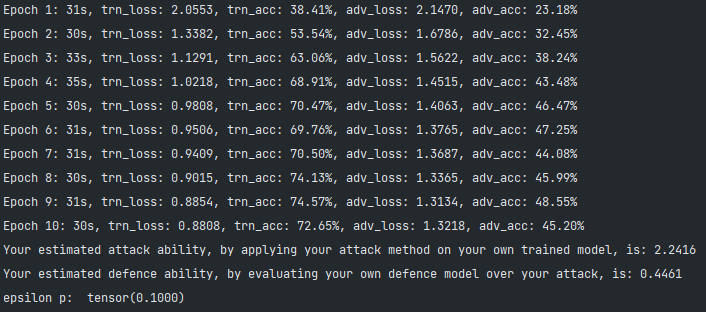 Epoch 1: 31s, trn_loss: 2.0553, trn_acc: 38.41%, adv_loss: 2.1470, adv_acc: 23.18%
Epoch 2: 30s, trn_loss: 1.3382, trn_acc: 53.54%, adv_loss: 1.6786, adv_acc: 32.45%
Epoch 3: 33s, trn_loss: 1.1291, trn_acc: 63.06%, adv_loss: 1.5622, adv_acc: 38.24%
Epoch 4: 35s, trn_loss: 1.0218, trn_acc: 68.91%, adv_loss: 1.4515, adv_acc: 43.48%
Epoch 5: 30s, trn_loss: 0.9808, trn_acc: 70.47%, adv_loss: 1.4063, adv_acc: 46.47%
Epoch 6: 31s, trn_loss: 0.9506, trn_acc: 69.76%, adv_loss: 1.3765, adv_acc: 47.25%
Epoch 7: 31s, trn_loss: 0.9409, trn_acc: 70.50%, adv_loss: 1.3687, adv_acc: 44.08%
Epoch 8: 30s, trn_loss: 0.9015, trn_acc: 74.13%, adv_loss: 1.3365, adv_acc: 45.99%
Epoch 9: 31s, trn_loss: 0.8854, trn_acc: 74.57%, adv_loss: 1.3134, adv_acc: 48.55%
Epoch 10: 30s, trn_loss: 0.8808, trn_acc: 72.65%, adv_loss: 1.3218, adv_acc: 45.20%
Your estimated attack ability, by applying your attack method on your own trained model, is: 2.2416
Your estimated defence ability, by evaluating your own defence model over your attack, is: 0.4461
epsilon p:  tensor(0.1000)